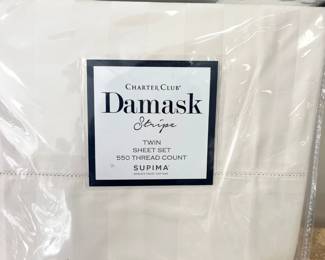 CHARTER CLUB®
Damask
Stripe
TWIN
SHEET SET
550 THREAD COUNT
SUPIMA®